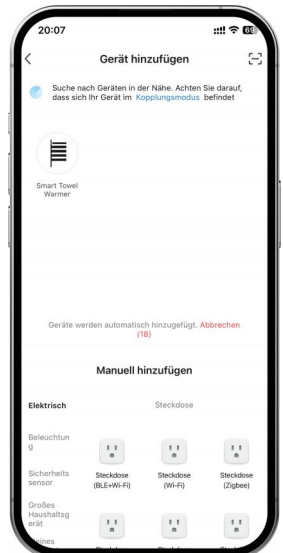 20:07
68
Gerät hinzufügen
Suche nach Geräten in der Nähe. Achten Sie darauf,
dass sich Ihr Gerät im Kopplungsmodus befindet
Smart Towel
Warmer
Geräte werden automatisch hinzugefügt. Abbrechen
(18)
Manuell hinzufügen
Elektrisch
Steckdose
Beleuchtun
g
Sicherheits
sensor
Großes
Haushaltsg
erät
Steckdose
(BLE+Wi-Fi)
Steckdose
(Wi-Fi)
Steckdose
(Zigbee)